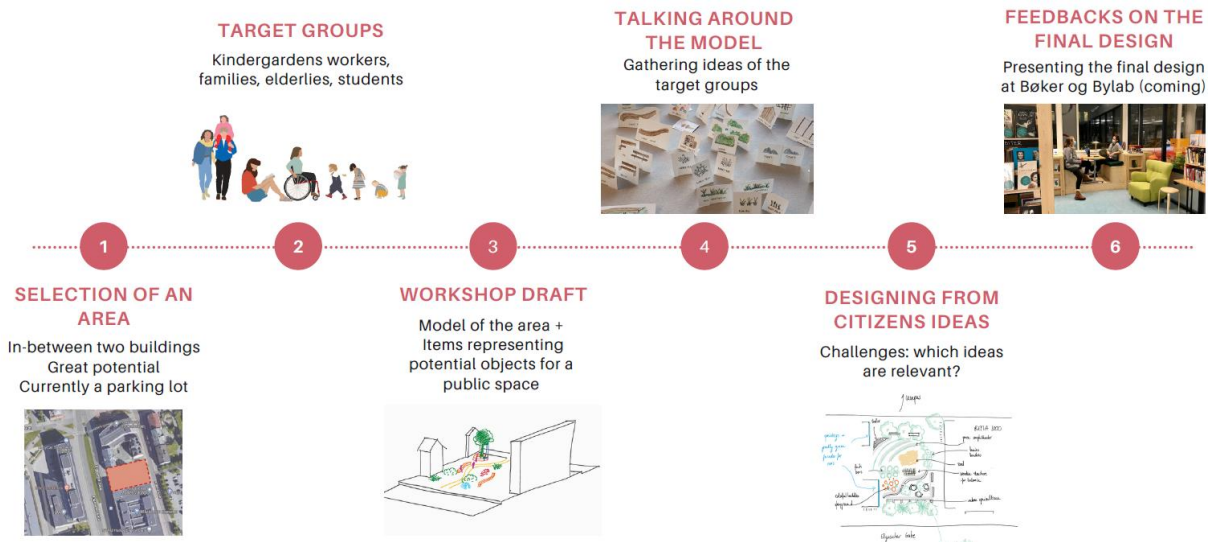 TARGET GROUPS
Kindergardens workers,
families, elderlies, students
TALKING AROUND
THE MODEL
Gathering ideas of the
target groups
FEEDBACKS ON THE
FINAL DESIGN
Presenting the final design
at Bøker og Bylab (coming)
1
2
3
4
5
6
SELECTION OF AN
AREA
In-between two buildings
Great potential
Currently a parking lot
WORKSHOP DRAFT
Model of the area +
Items representing
potential objects for a
public space
DESIGNING FROM
CITIZENS IDEAS
Challenges: which ideas
are relevant?